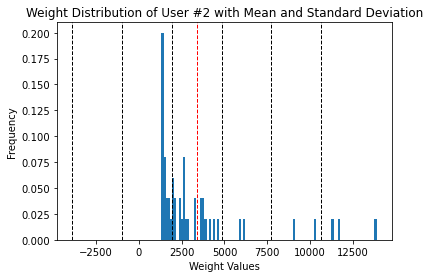 Weight Distribution of User #2 with Mean and Standard Deviation
0.200
0.175
0.150
0.125
0.100
0.075
0.050
0.025
0.000
Frequency
−2500 0 2500 5000 7500 10000 12500
Weight Values